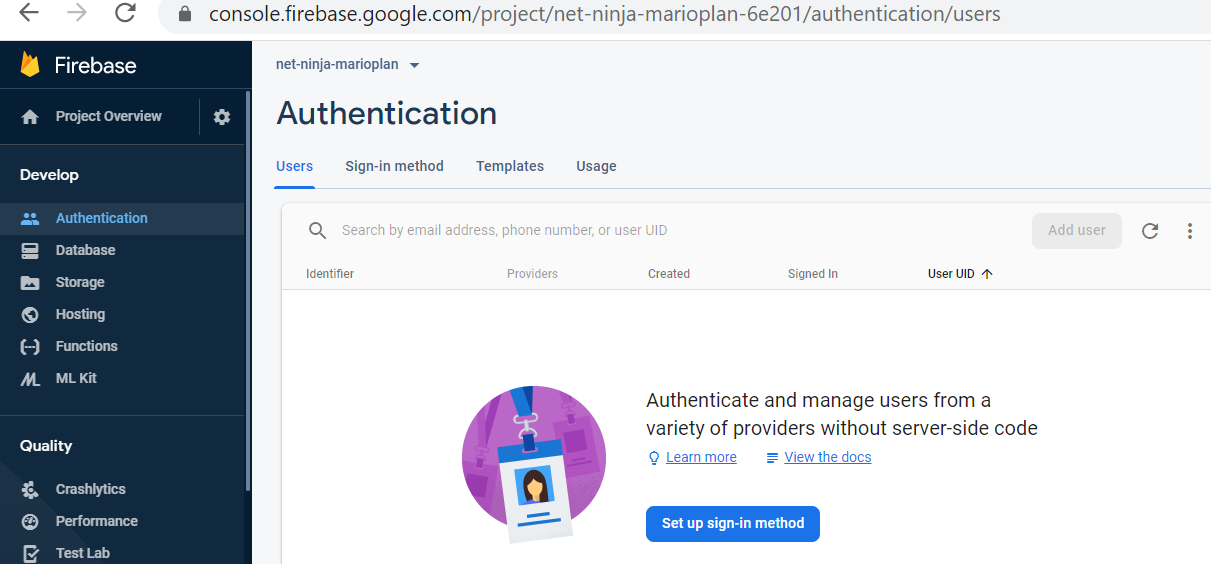 console.firebase.google.com/project/net-ninja-marioplan-6e201/authentication/users
Firebase
Project Overview
Develop
Authentication
Database
Storage
Hosting
Functions
ML Kit
Quality
Crashlytics
Performance
Test Lab
net-ninja-marioplan
Authentication
Users Sign-in method Templates Usage
Search by email address, phone number, or user UID Add user
Identifier Providers Created Signed In User UID
Authenticate and manage users from a
variety of providers without server-side code
Learn more View the docs
Set up sign-in method